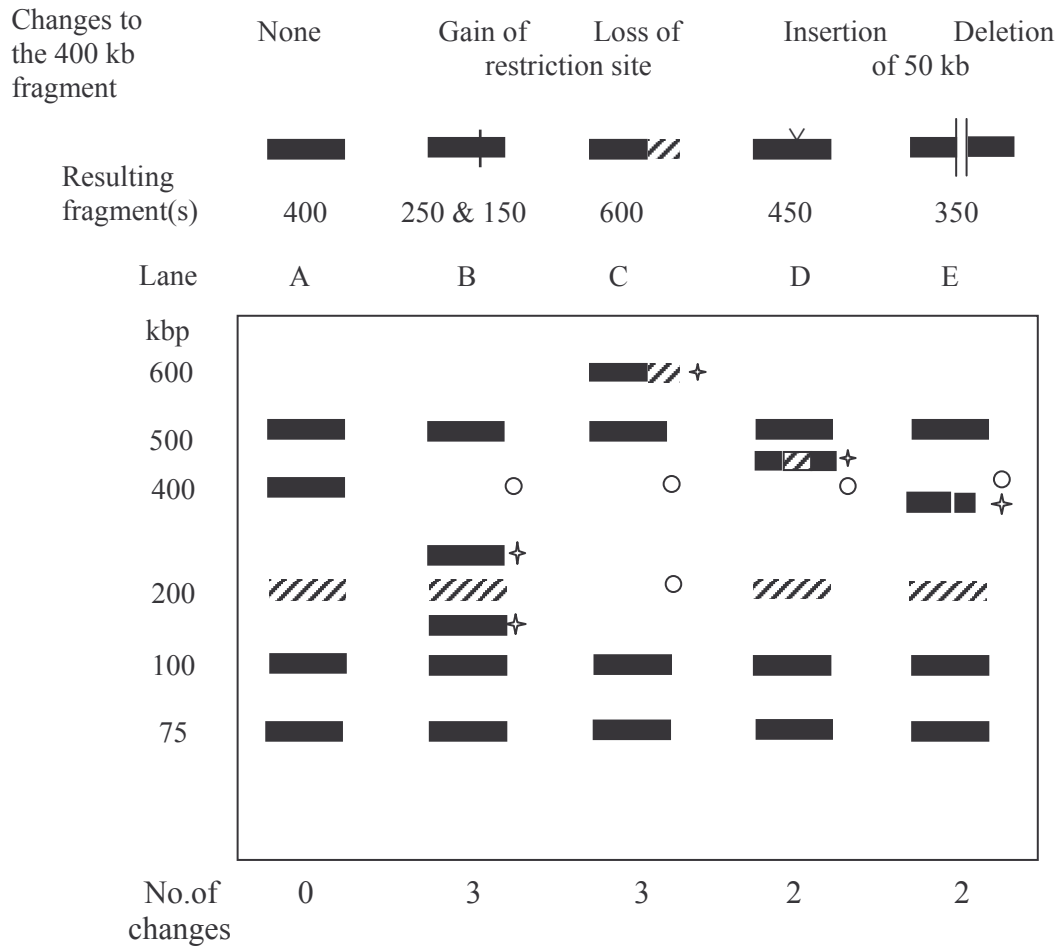 Changes to
the 400 kb
fragment
None
Gain of
Loss of
restriction site
Insertion
Deletion
of 50 kb
Resulting
fragment(s)
400
250 & 150
600
450
350
Lane
A
B
C
D
E
kbp
600
500
400
200
100
75
No.of
changes
0
3
3
2
2